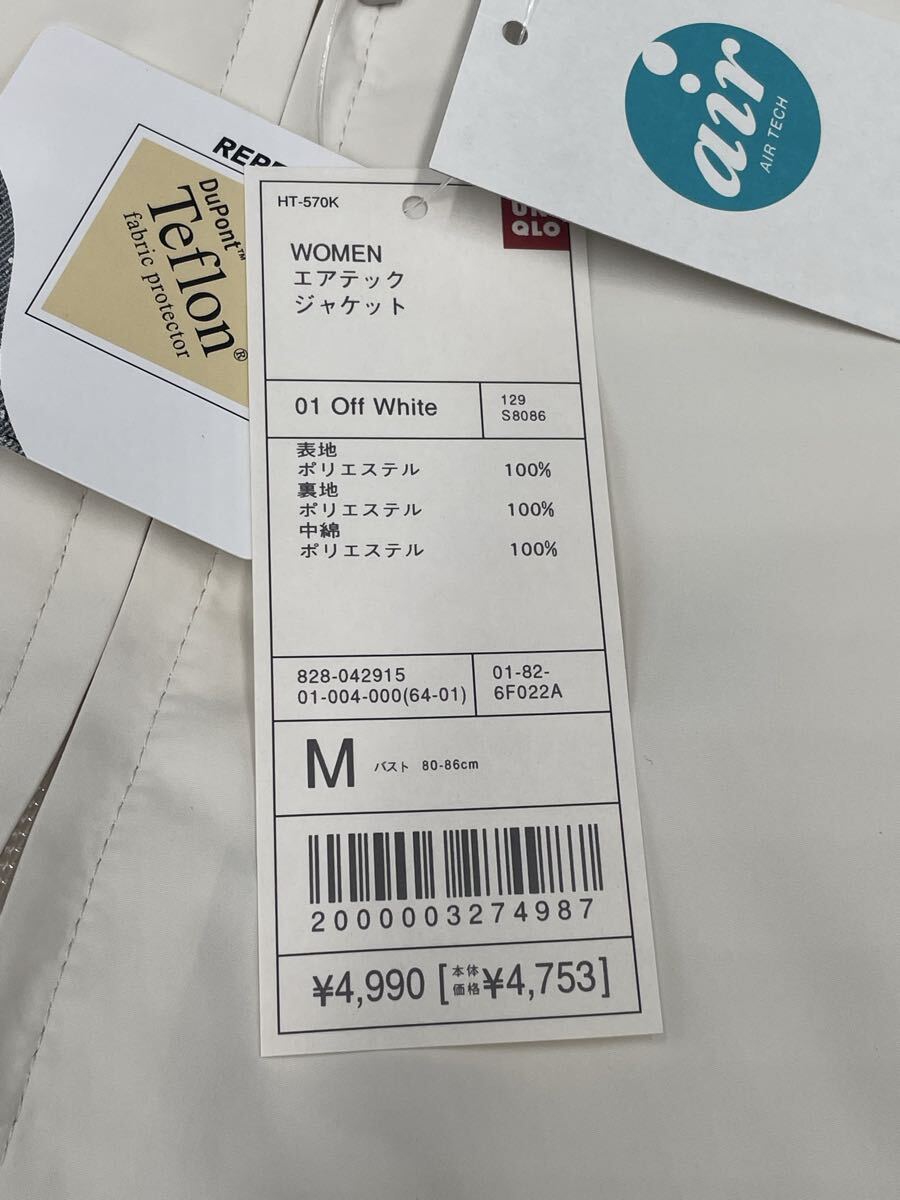 air
AIR TECH
DuPont™
Teflon®
fabric protector
HT-570K
UNI
QLO
WOMEN
エアテック
ジャケット
01 Off White
129
S8086
表地
ポリエステル 100%
裏地
ポリエステル 100%
中綿
ポリエステル 100%
828-042915
01-004-000(64-01)
01-82-
6F022A
M バスト 80-86cm
2000003274987
¥4,990 [本体価格¥4,753]